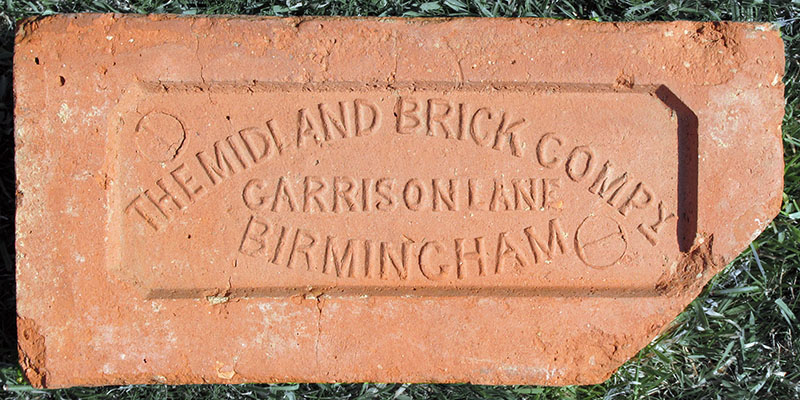 THE MIDLAND BRICK COMPY
GARRISON LANE
BIRMINGHAM